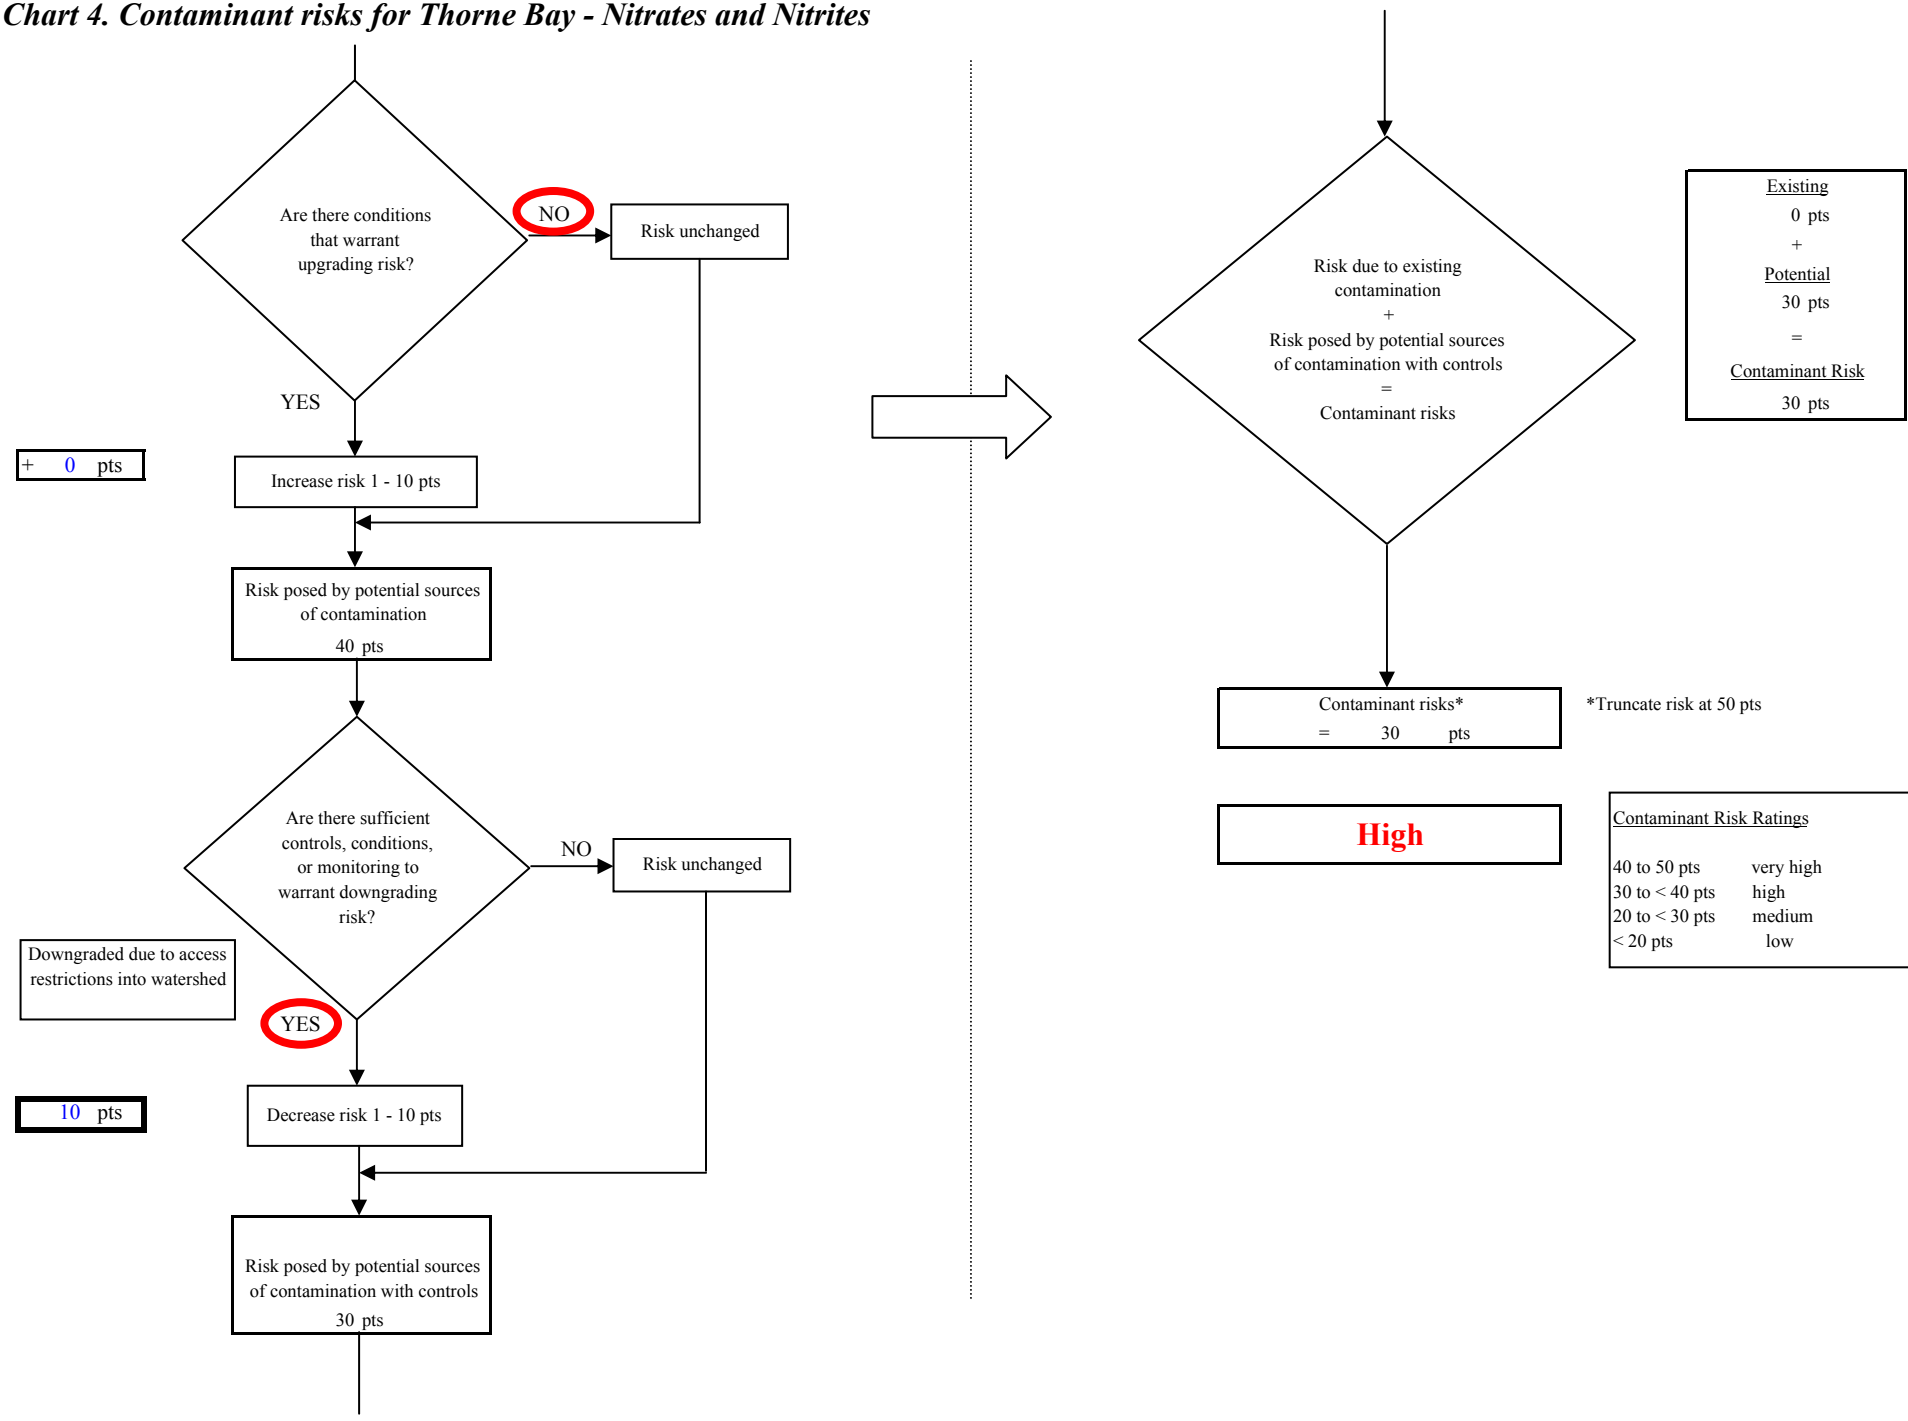 Chart 4. Contaminant risks for Thorne Bay - Nitrates and Nitrites
Are there conditions
that warrant
upgrading risk?
NO
Risk unchanged
YES
+ 0 pts
Increase risk 1 - 10 pts
Risk posed by potential sources
of contamination
40 pts
Are there sufficient
controls, conditions,
or monitoring to
warrant downgrading
risk?
NO
Risk unchanged
Downgraded due to access
restrictions into watershed
YES
10 pts
Decrease risk 1 - 10 pts
Risk posed by potential sources
of contamination with controls
30 pts
Risk due to existing
contamination
+
Risk posed by potential sources
of contamination with controls
=
Contaminant risks
Existing
0 pts
+
Potential
30 pts
=
Contaminant Risk
30 pts
Contaminant risks*
= 30 pts
*Truncate risk at 50 pts
High
Contaminant Risk Ratings
40 to 50 pts very high
30 to < 40 pts high
20 to < 30 pts medium
< 20 pts low